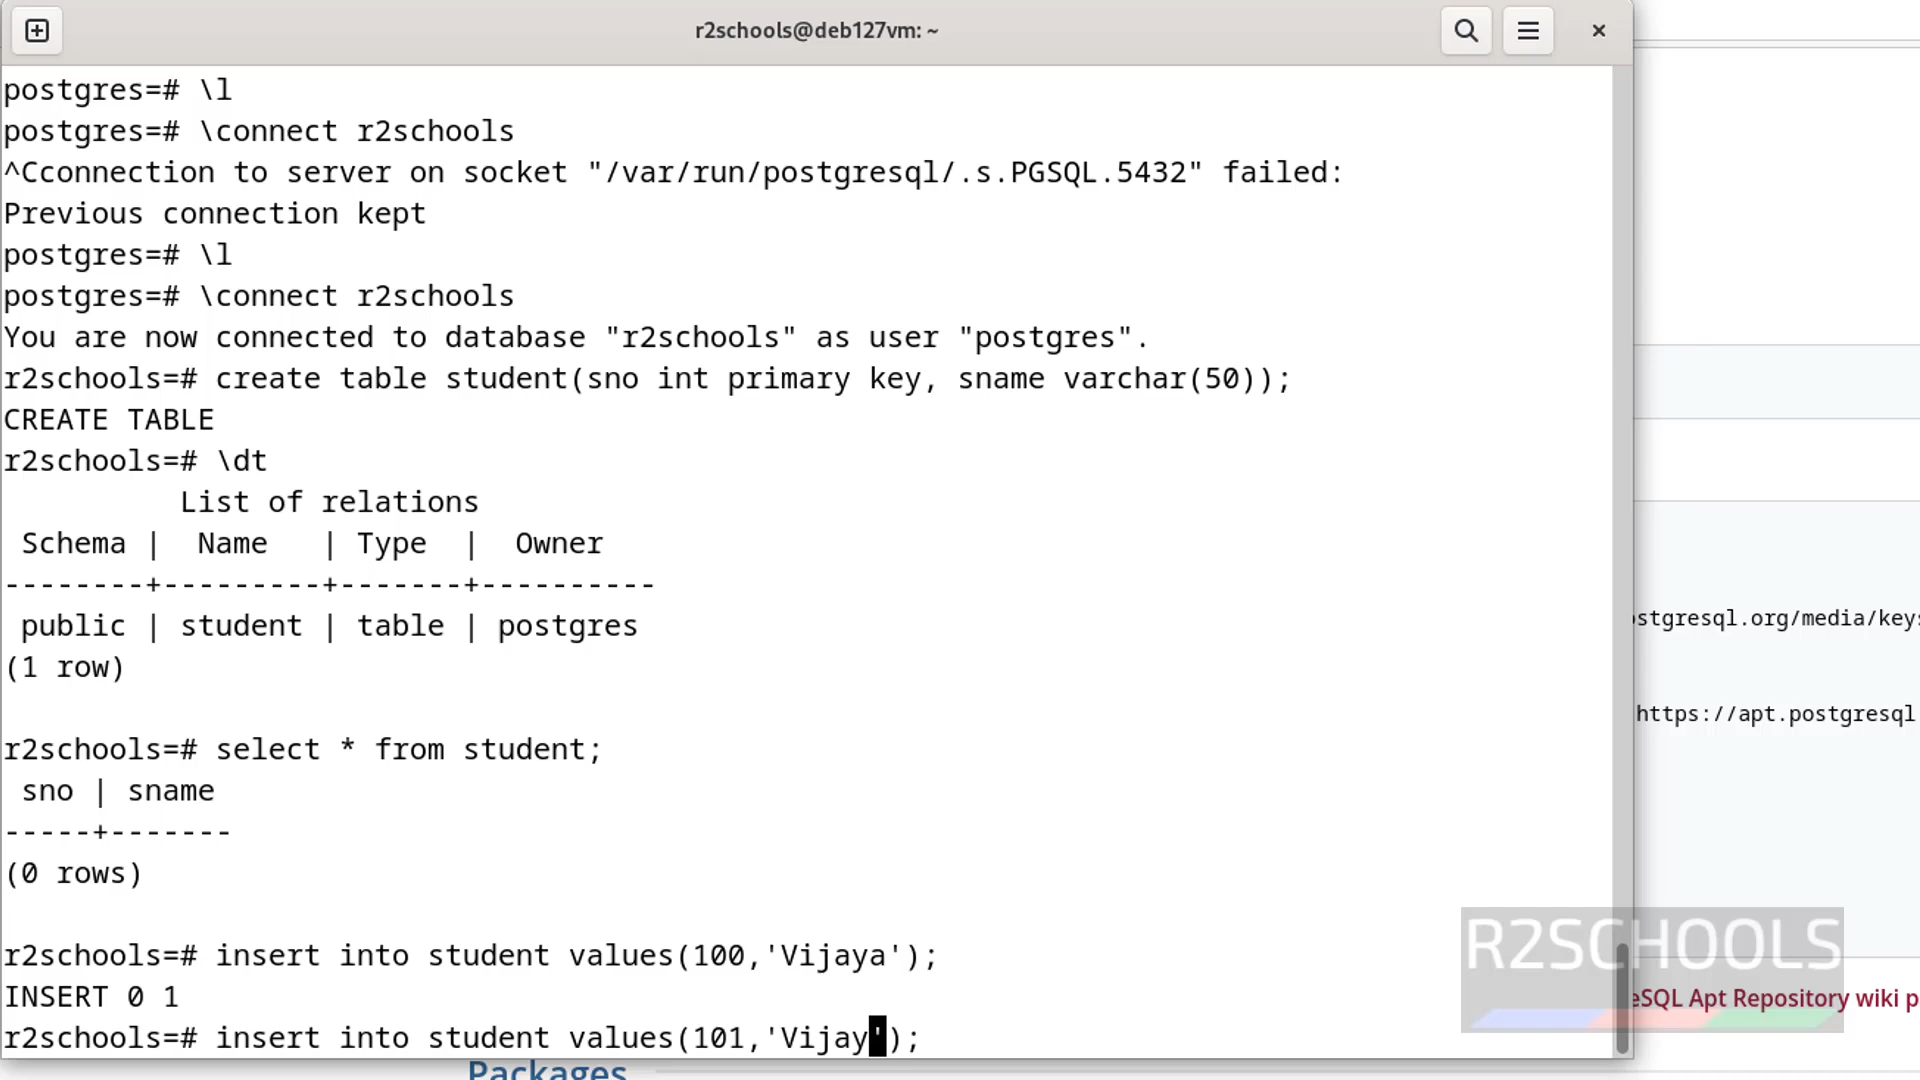 r2schools@deb127vm: ~
postgres=# \l
postgres=# \connect r2schools
^Cconnection to server on socket "/var/run/postgresql/.s.PGSQL.5432" failed:
Previous connection kept
postgres=# \l
postgres=# \connect r2schools
You are now connected to database "r2schools" as user "postgres".
r2schools=# create table student(sno int primary key, sname varchar(50));
CREATE TABLE
r2schools=# \dt
List of relations
Schema | Name | Type | Owner
--------+---------+-------+----------
public | student | table | postgres
(1 row)
r2schools=# select * from student;
sno | sname
-----+-------
(0 rows)
r2schools=# insert into student values(100,'Vijaya');
INSERT 0 1
r2schools=# insert into student values(101,'Vijay');
ostgresql.org/media/keys
https://apt.postgresql
R2SCHOOLS
eSQL Apt Repository wiki p
Packages